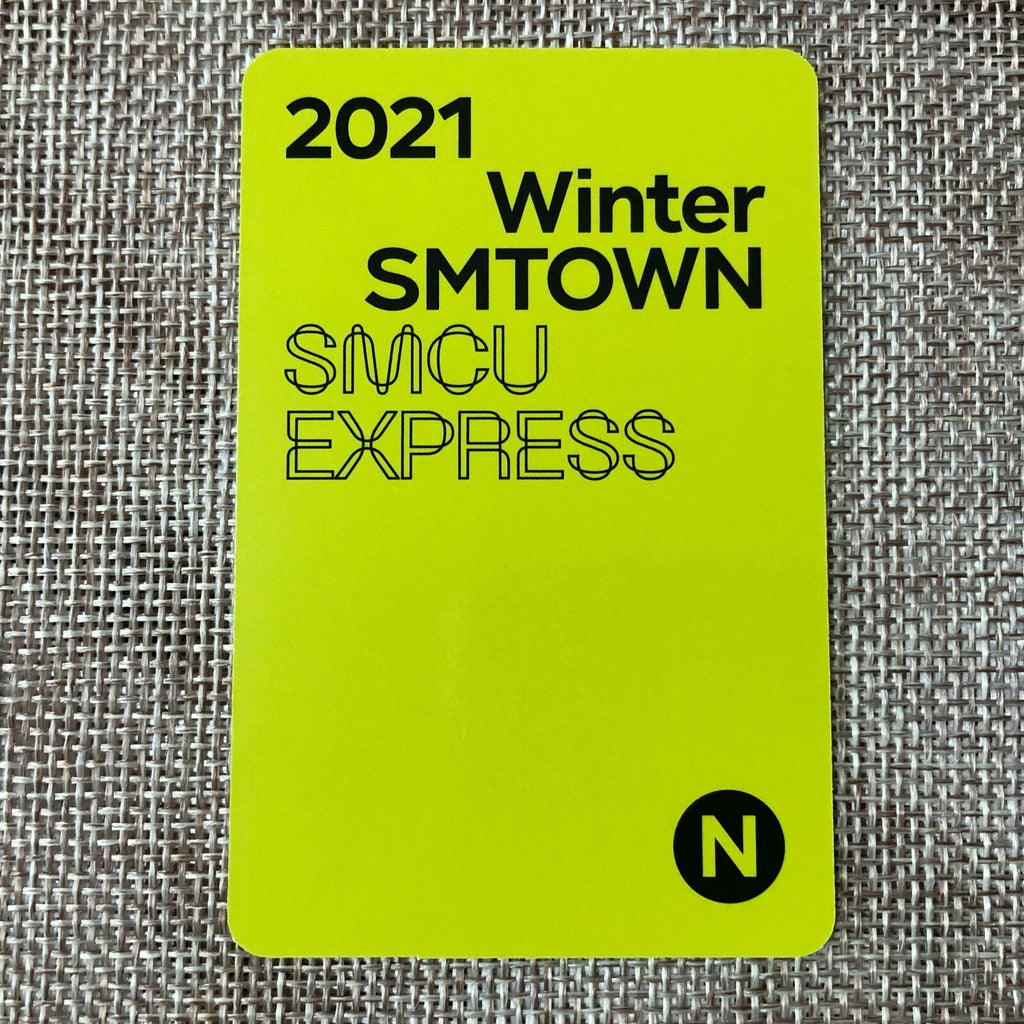 2021
Winter
SMTOWN
SMCU
EXPRESS
N